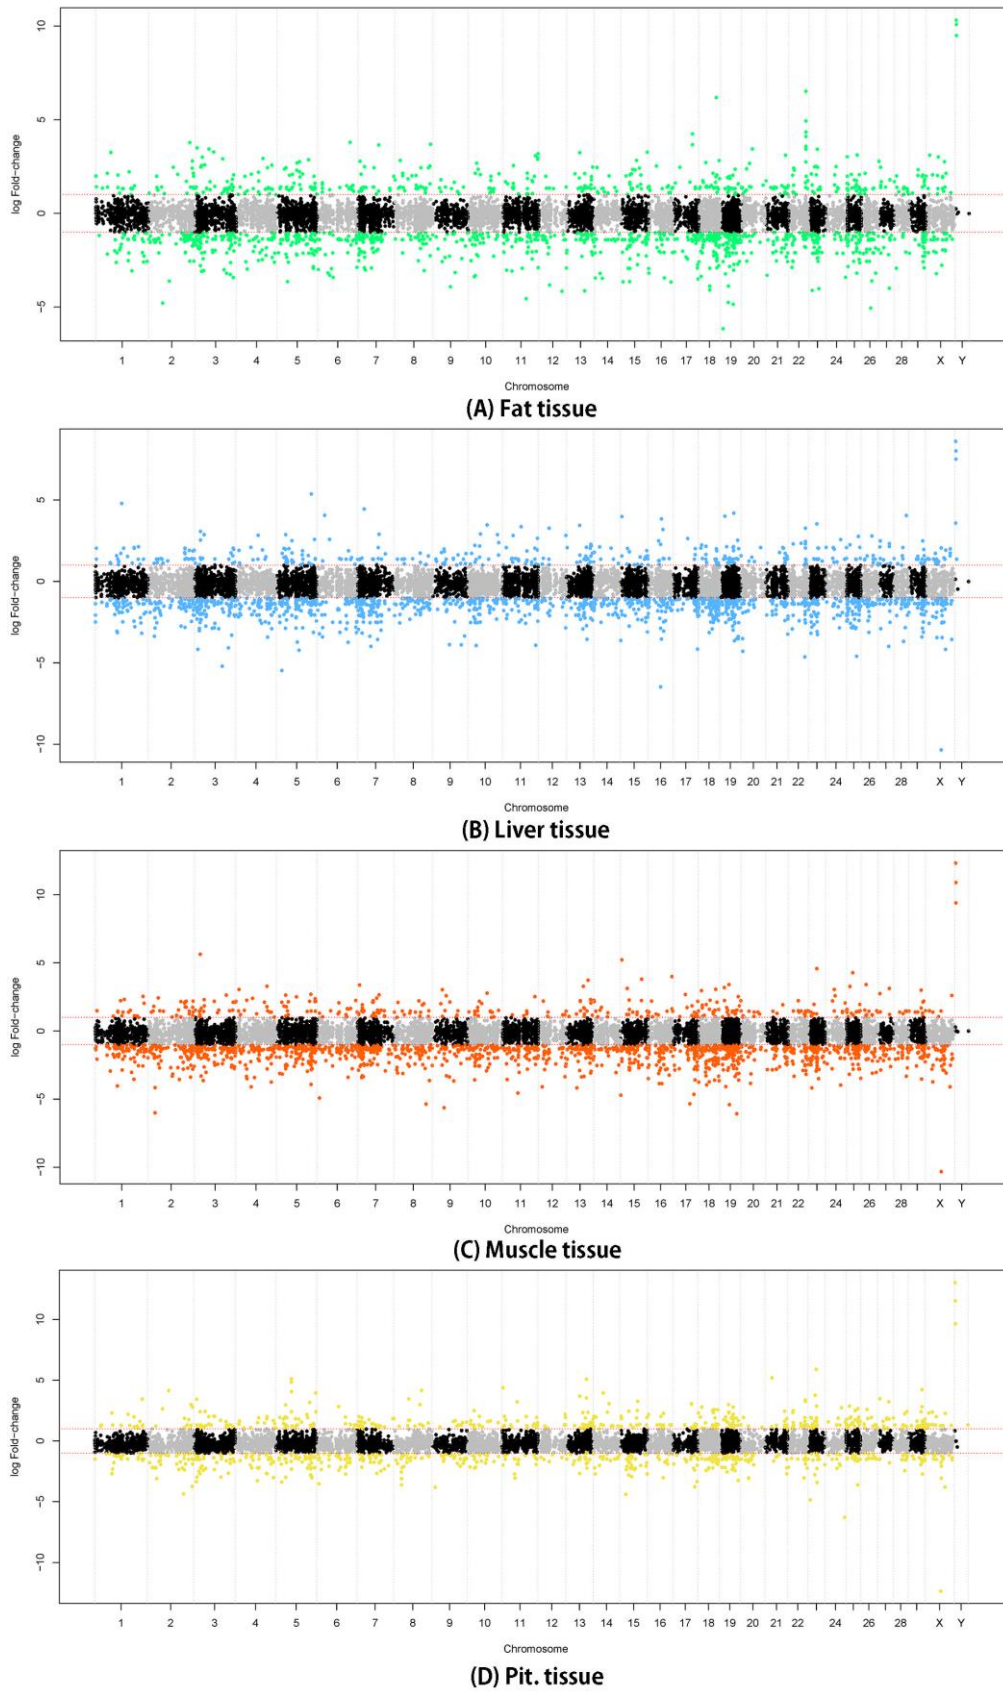 10
5
0
-5
log Fold-change
1 2 3 4 5 6 7 8 9 10 11 12 13 14 15 16 17 18 19 20 21 22 24 26 28 X Y
Chromosome
(A) Fat tissue
5
0
-5
-10
log Fold-change
1 2 3 4 5 6 7 8 9 10 11 12 13 14 15 16 17 18 19 20 21 22 24 26 28 X Y
Chromosome
(B) Liver tissue
10
5
0
-5
-10
log Fold-change
1 2 3 4 5 6 7 8 9 10 11 12 13 14 15 16 17 18 19 20 21 22 24 26 28 X Y
Chromosome
(C) Muscle tissue
10
5
0
-5
-10
log Fold-change
1 2 3 4 5 6 7 8 9 10 11 12 13 14 15 16 17 18 19 20 21 22 24 26 28 X Y
Chromosome
(D) Pit. tissue